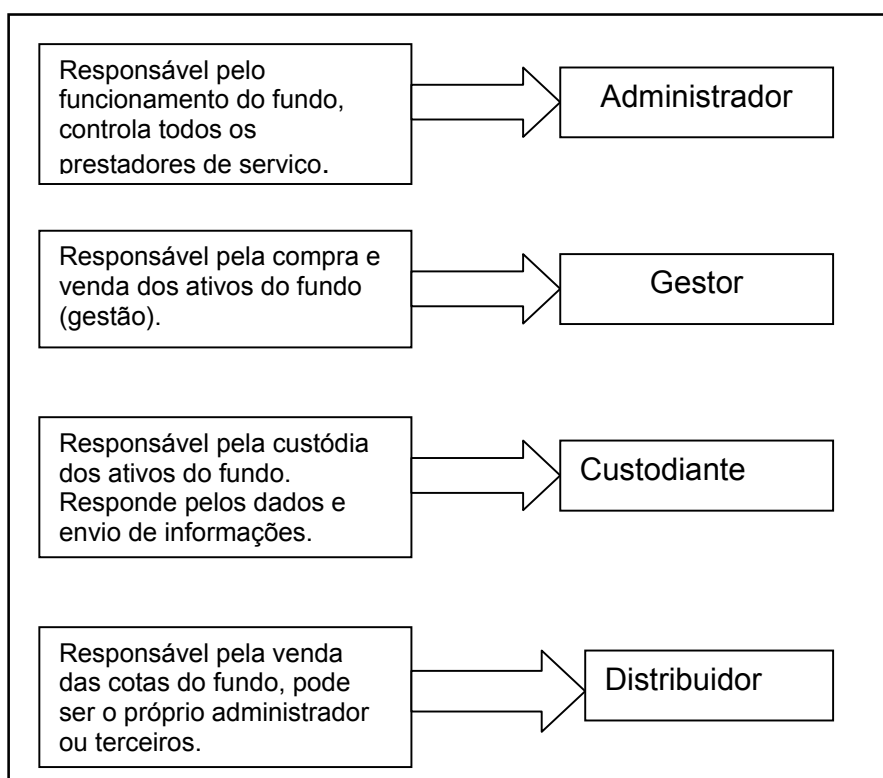 Responsável pelo
funcionamento do fundo,
controla todos os
prestadores de servico.
Administrador
Responsável pela compra e
venda dos ativos do fundo
(gestão).
Gestor
Responsável pela custódia
dos ativos do fundo.
Responde pelos dados e
envio de informações.
Custodiante
Responsável pela venda
das cotas do fundo, pode
ser o próprio administrador
ou terceiros.
Distribuidor